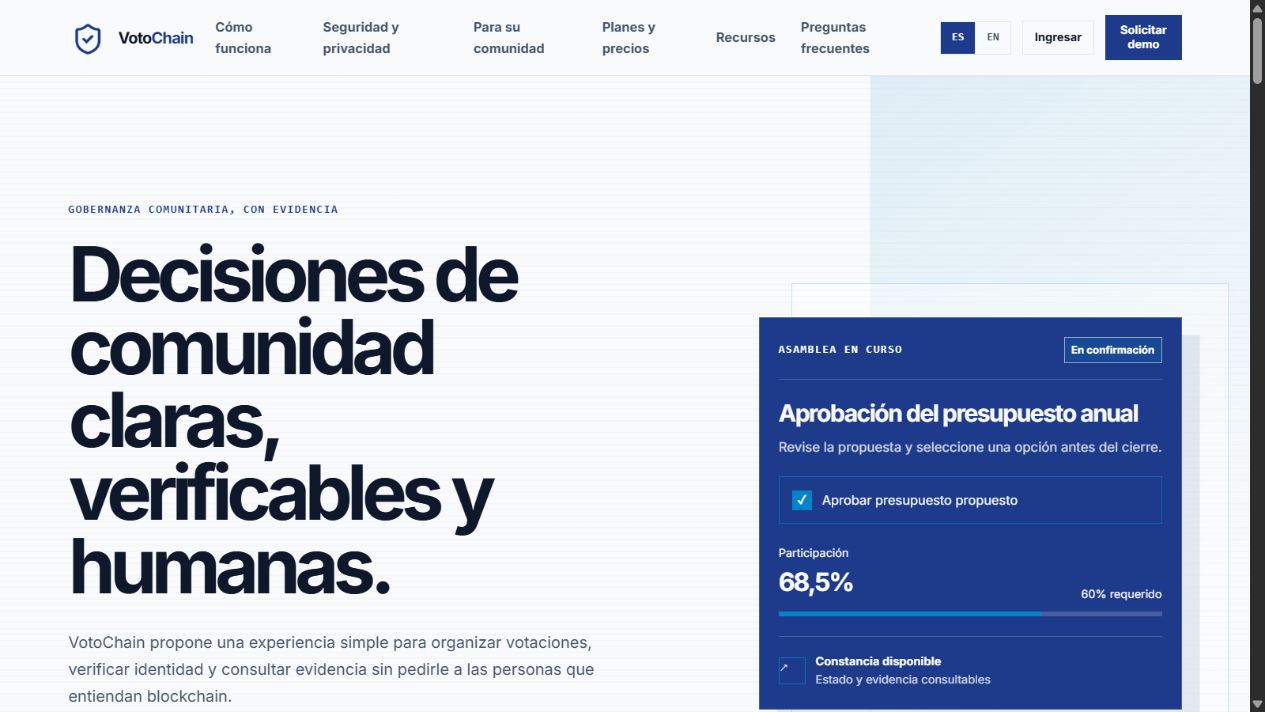 VotoChain
Cómo
funciona
Seguridad y
privacidad
Para su
comunidad
Planes y
precios
Recursos
Preguntas
frecuentes
ES
EN
Ingresar
Solicitar
demo
GOBERNANZA COMUNITARIA, CON EVIDENCIA
Decisiones de
comunidad
claras,
verificables y
humanas.
VotoChain propone una experiencia simple para organizar votaciones,
verificar identidad y consultar evidencia sin pedirle a las personas que
entiendan blockchain.
ASAMBLEA EN CURSO
En confirmación
Aprobación del presupuesto anual
Revise la propuesta y seleccione una opción antes del cierre.
Aprobar presupuesto propuesto
Participación
68,5%
60% requerido
Constancia disponible
Estado y evidencia consultables